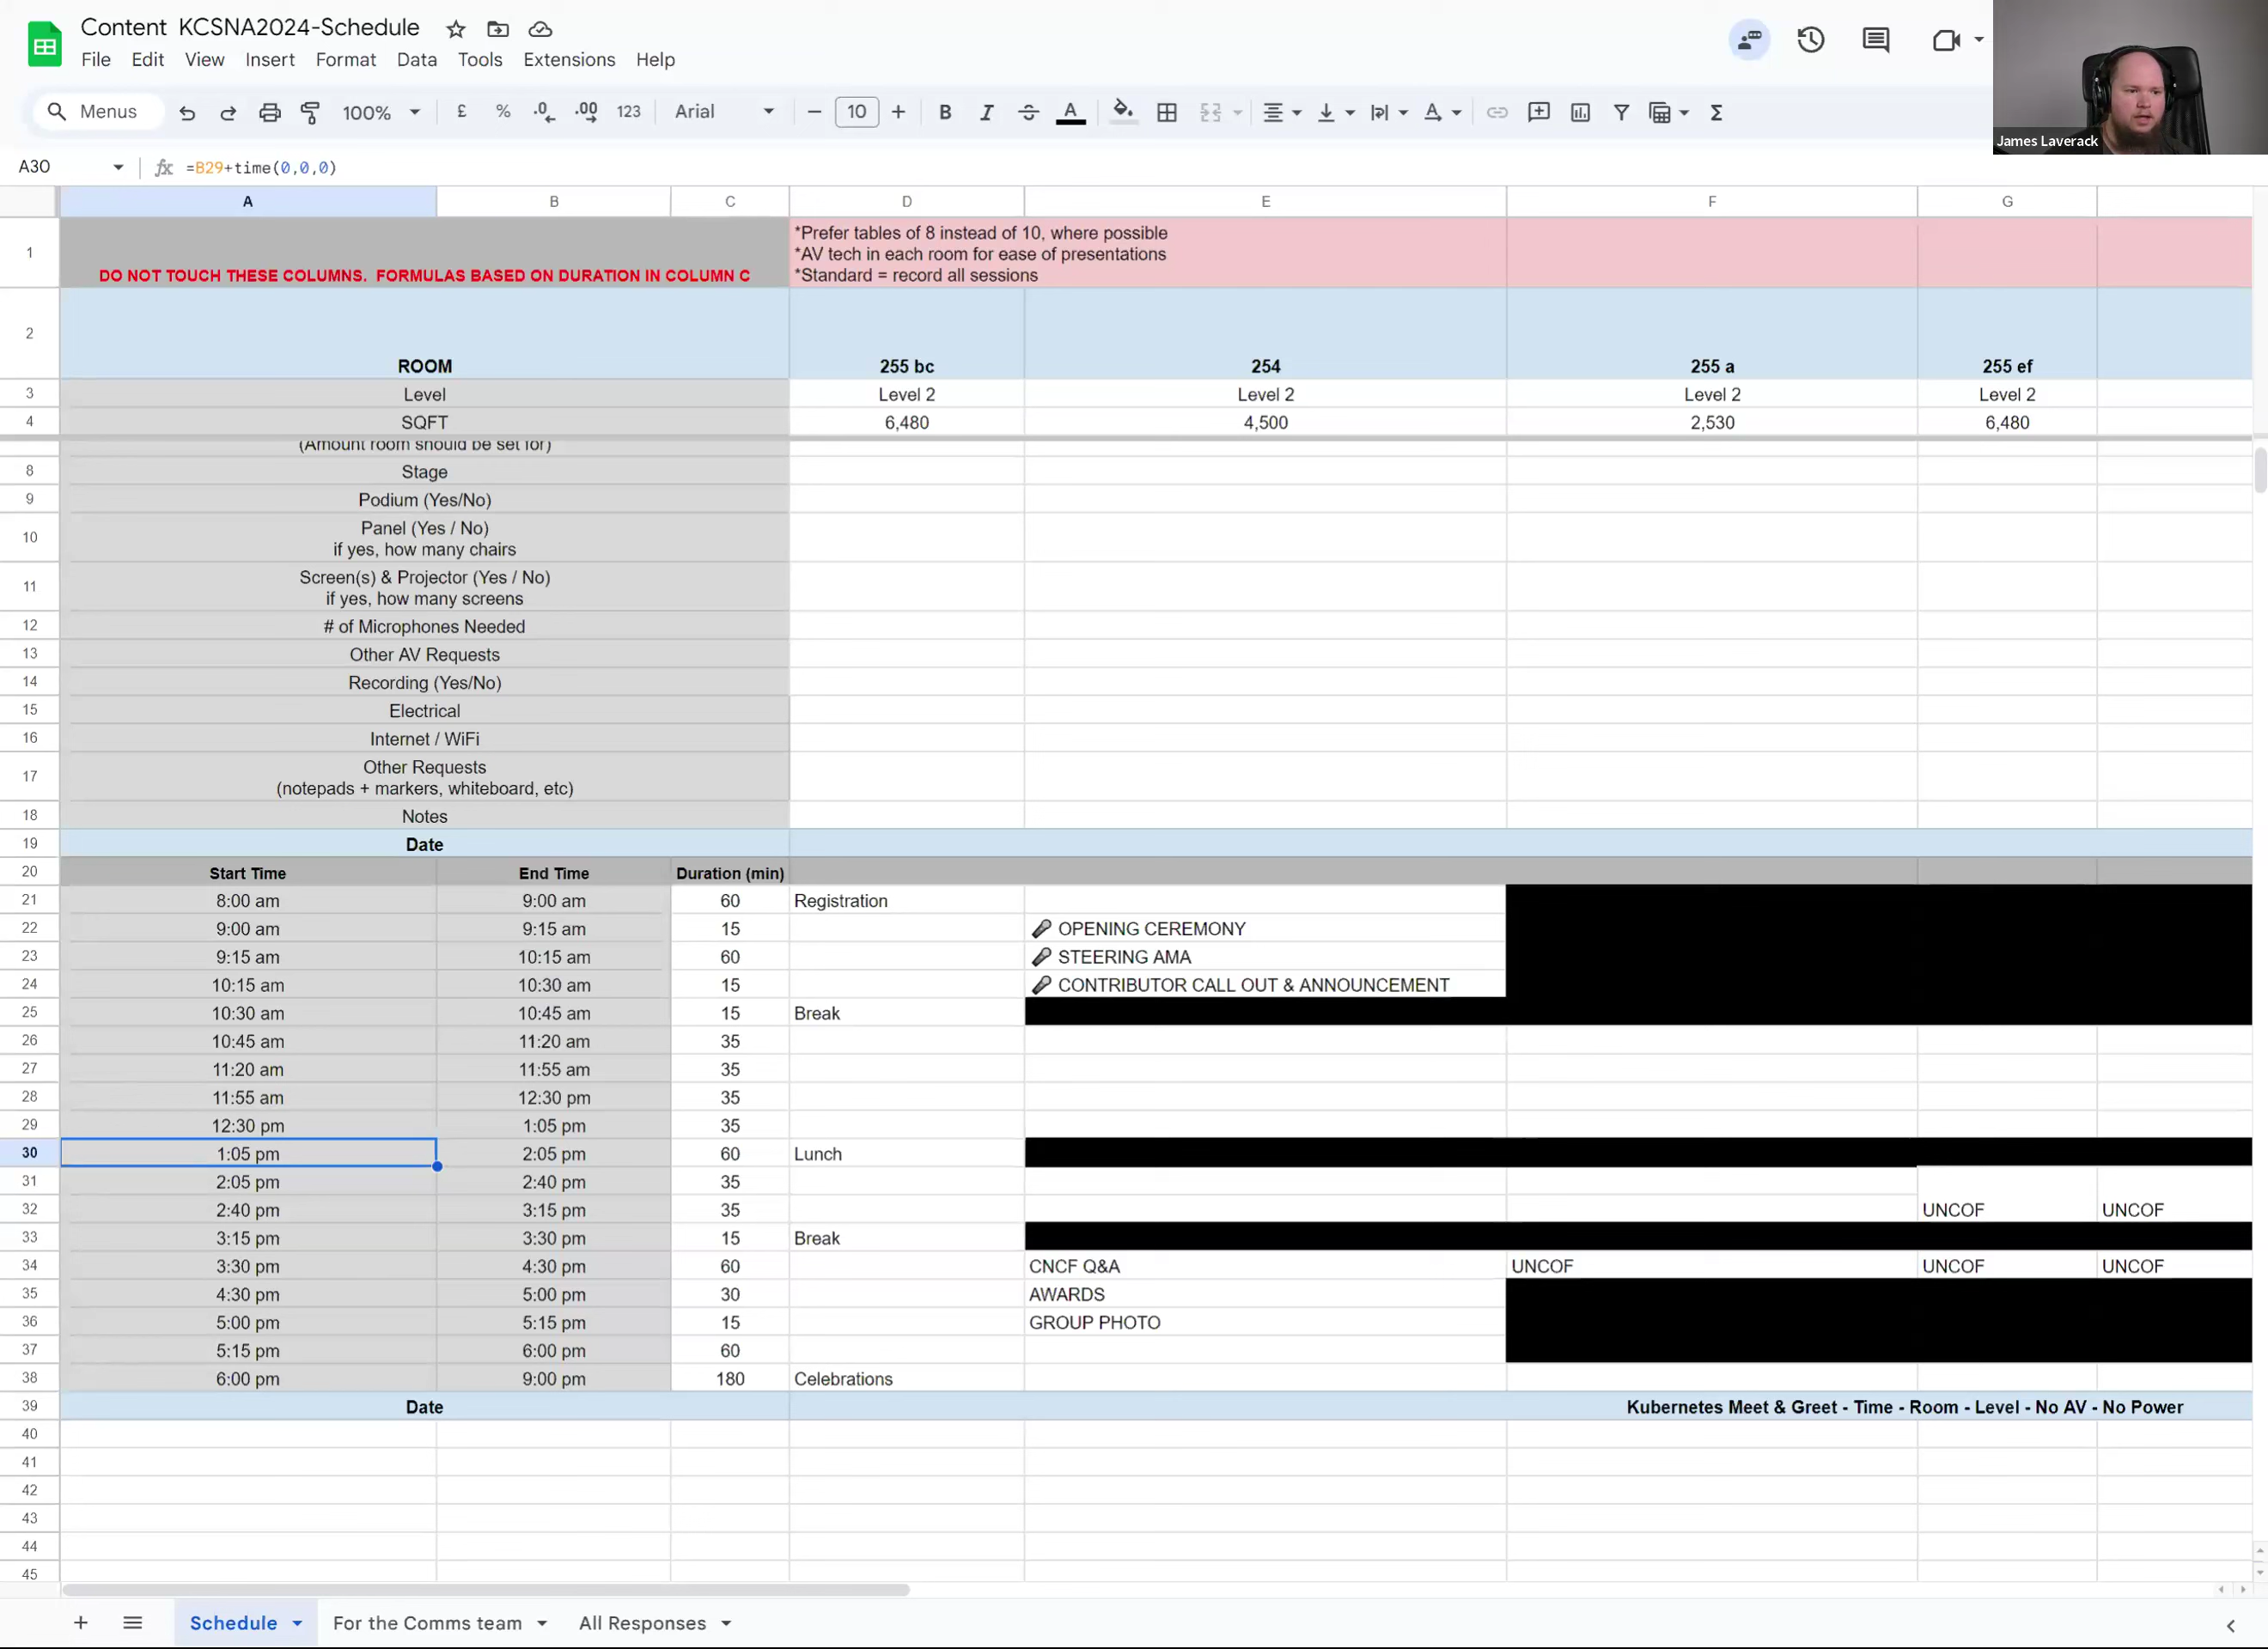 Content KCSNA2024-Schedule
File Edit View Insert Format Data Tools Extensions Help
Menus 100% £ % .0 .00 123 Arial 10 B I A
James Laverack
A30 =B29+time(0,0,0)
A B C D E F G
1 DO NOT TOUCH THESE COLUMNS. FORMULAS BASED ON DURATION IN COLUMN C
*Prefer tables of 8 instead of 10, where possible
*AV tech in each room for ease of presentations
*Standard = record all sessions
2 ROOM 255 bc 254 255 a 255 ef
3 Level Level 2 Level 2 Level 2 Level 2
4 SQFT 6,480 4,500 2,530 6,480
(Amount room should be set for)
8 Stage
9 Podium (Yes/No)
10 Panel (Yes / No)
if yes, how many chairs
11 Screen(s) & Projector (Yes / No)
if yes, how many screens
12 # of Microphones Needed
13 Other AV Requests
14 Recording (Yes/No)
15 Electrical
16 Internet / WiFi
17 Other Requests
(notepads + markers, whiteboard, etc)
18 Notes
19 Date
20 Start Time End Time Duration (min)
21 8:00 am 9:00 am 60 Registration
22 9:00 am 9:15 am 15 🎤 OPENING CEREMONY
23 9:15 am 10:15 am 60 🎤 STEERING AMA
24 10:15 am 10:30 am 15 🎤 CONTRIBUTOR CALL OUT & ANNOUNCEMENT
25 10:30 am 10:45 am 15 Break
26 10:45 am 11:20 am 35
27 11:20 am 11:55 am 35
28 11:55 am 12:30 pm 35
29 12:30 pm 1:05 pm 35
30 1:05 pm 2:05 pm 60 Lunch
31 2:05 pm 2:40 pm 35
32 2:40 pm 3:15 pm 35 UNCOF UNCOF
33 3:15 pm 3:30 pm 15 Break
34 3:30 pm 4:30 pm 60 CNCF Q&A UNCOF UNCOF UNCOF
35 4:30 pm 5:00 pm 30 AWARDS
36 5:00 pm 5:15 pm 15 GROUP PHOTO
37 5:15 pm 6:00 pm 60
38 6:00 pm 9:00 pm 180 Celebrations
39 Date Kubernetes Meet & Greet - Time - Room - Level - No AV - No Power
40
41
42
43
44
45
Schedule For the Comms team All Responses